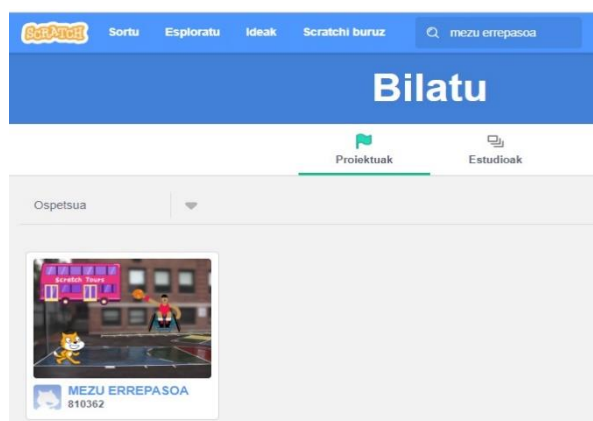 SCRATCH Sortu Esploratu Ideak Scratchi buruz mezu errepasoa
Bilatu
Proiektuak Estudioak
Ospetsua
Scratch Tours
MEZU ERREPASOA
810362